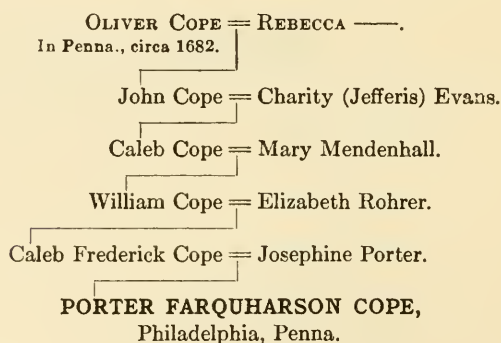 OLIVER COPE = REBECCA ——.
In Penna., circa 1682.
John Cope = Charity (Jefferis) Evans.
Caleb Cope = Mary Mendenhall.
William Cope = Elizabeth Rohrer.
Caleb Frederick Cope = Josephine Porter.
PORTER FARQUHARSON COPE,
Philadelphia, Penna.